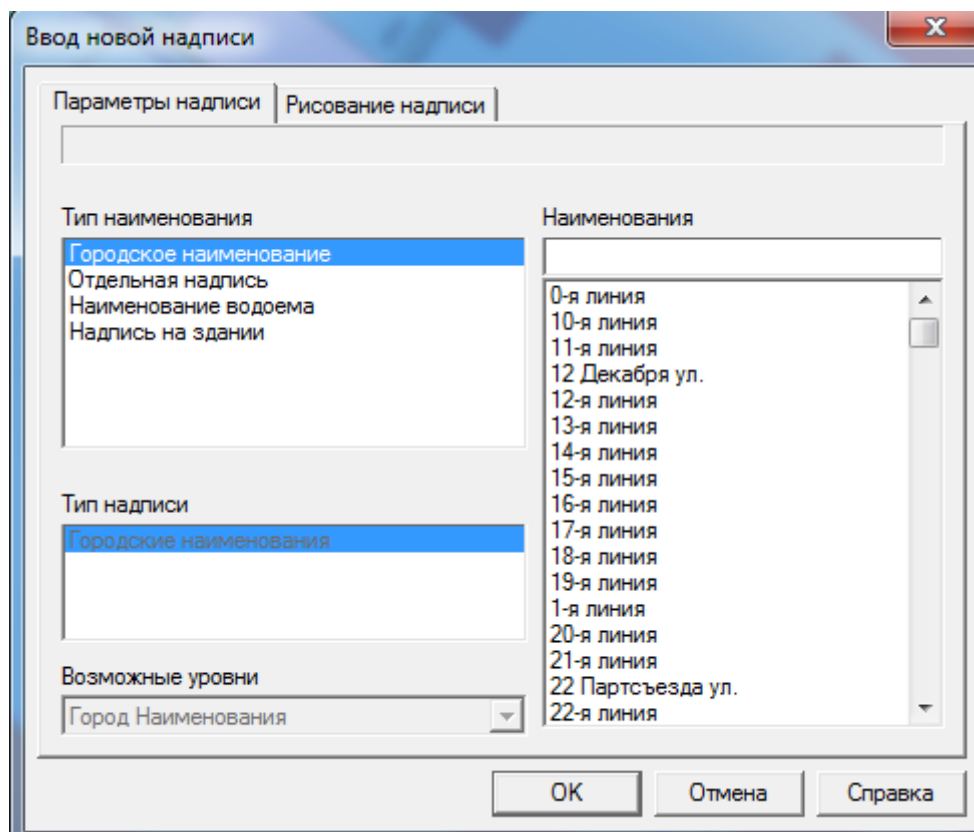 Ввод новой надписи
Параметры надписи
Рисование надписи
Тип наименования
Городское наименование
Отдельная надпись
Наименование водоема
Надпись на здании
Тип надписи
Городские наименования
Возможные уровни
Город Наименования
Наименования
0-я линия
10-я линия
11-я линия
12 Декабря ул.
12-я линия
13-я линия
14-я линия
15-я линия
16-я линия
17-я линия
18-я линия
19-я линия
1-я линия
20-я линия
21-я линия
22 Партсъезда ул.
22-я линия
OK
Отмена
Справка